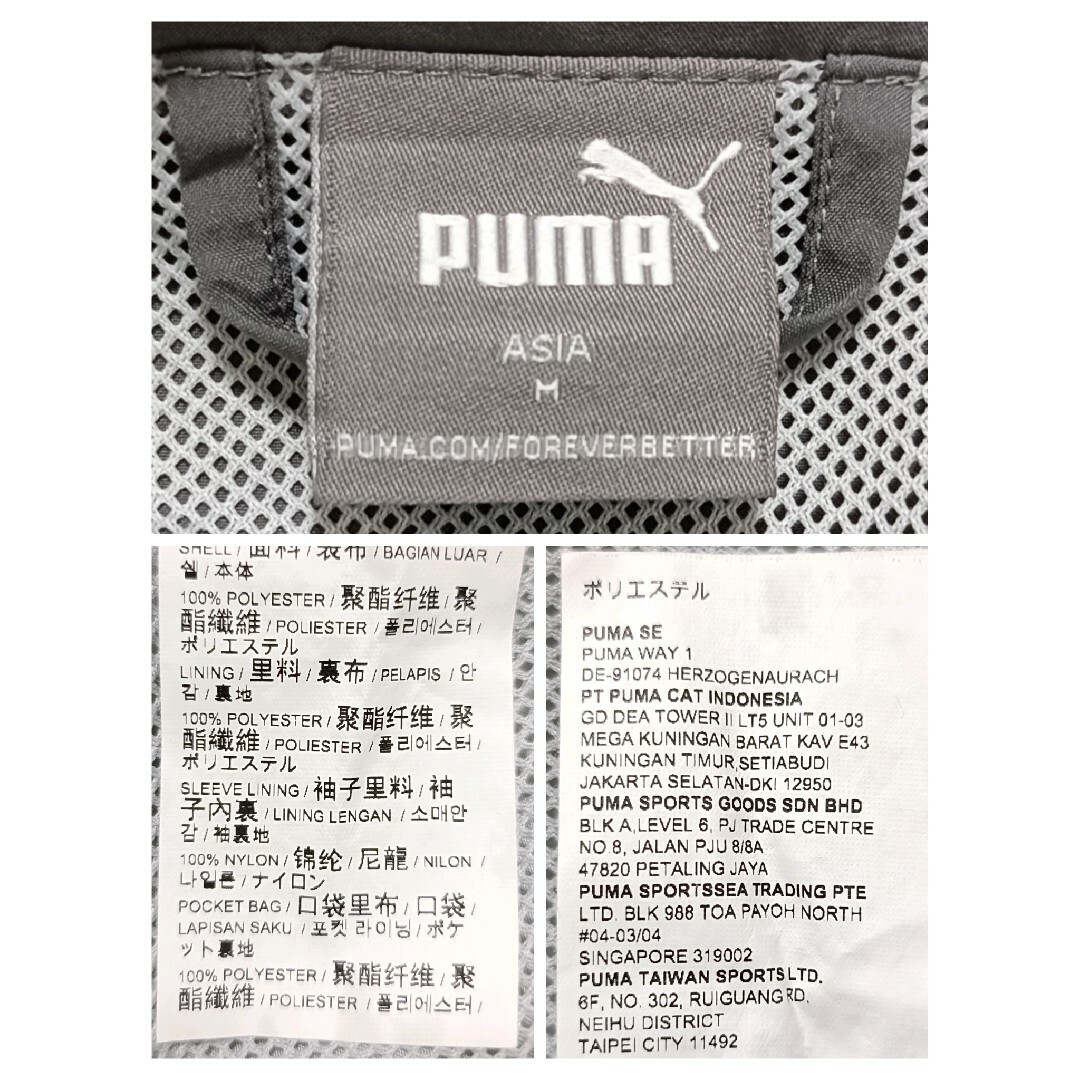 PUMA
ASIA
M
PUMA.COM/FOREVERBETTER
SHELL / 面料 / 表布 / BAGIAN LUAR /
쉘 / 本体
100% POLYESTER / 聚酯纤维 / 聚
酯纖維 / POLIESTER / 폴리에스터 /
ポリエステル
LINING / 里料 / 裏布 / PELAPIS / 안
감 / 裏地
100% POLYESTER / 聚酯纤维 / 聚
酯纖維 / POLIESTER / 폴리에스터 /
ポリエステル
SLEEVE LINING / 袖子里料 / 袖
子內裏 / LINING LENGAN / 소매안
감 / 袖裏地
100% NYLON / 锦纶 / 尼龍 / NILON /
나일론 / ナイロン
POCKET BAG / 口袋里布 / 口袋 /
LAPISAN SAKU / 포켓 라이닝 / ポケ
ット裏地
100% POLYESTER / 聚酯纤维 / 聚
酯纖維 / POLIESTER / 폴리에스터 /
ポリエステル
PUMA SE
PUMA WAY 1
DE-91074 HERZOGENAURACH
PT PUMA CAT INDONESIA
GD DEA TOWER II LT5 UNIT 01-03
MEGA KUNINGAN BARAT KAV E43
KUNINGAN TIMUR,SETIABUDI
JAKARTA SELATAN-DKI 12950
PUMA SPORTS GOODS SDN BHD
BLK A,LEVEL 6, PJ TRADE CENTRE
NO 8, JALAN PJU 8/8A
47820 PETALING JAYA
PUMA SPORTSSEA TRADING PTE
LTD. BLK 988 TOA PAYOH NORTH
#04-03/04
SINGAPORE 319002
PUMA TAIWAN SPORTS LTD.
6F, NO. 302, RUIGUANG RD,
NEIHU DISTRICT
TAIPEI CITY 11492